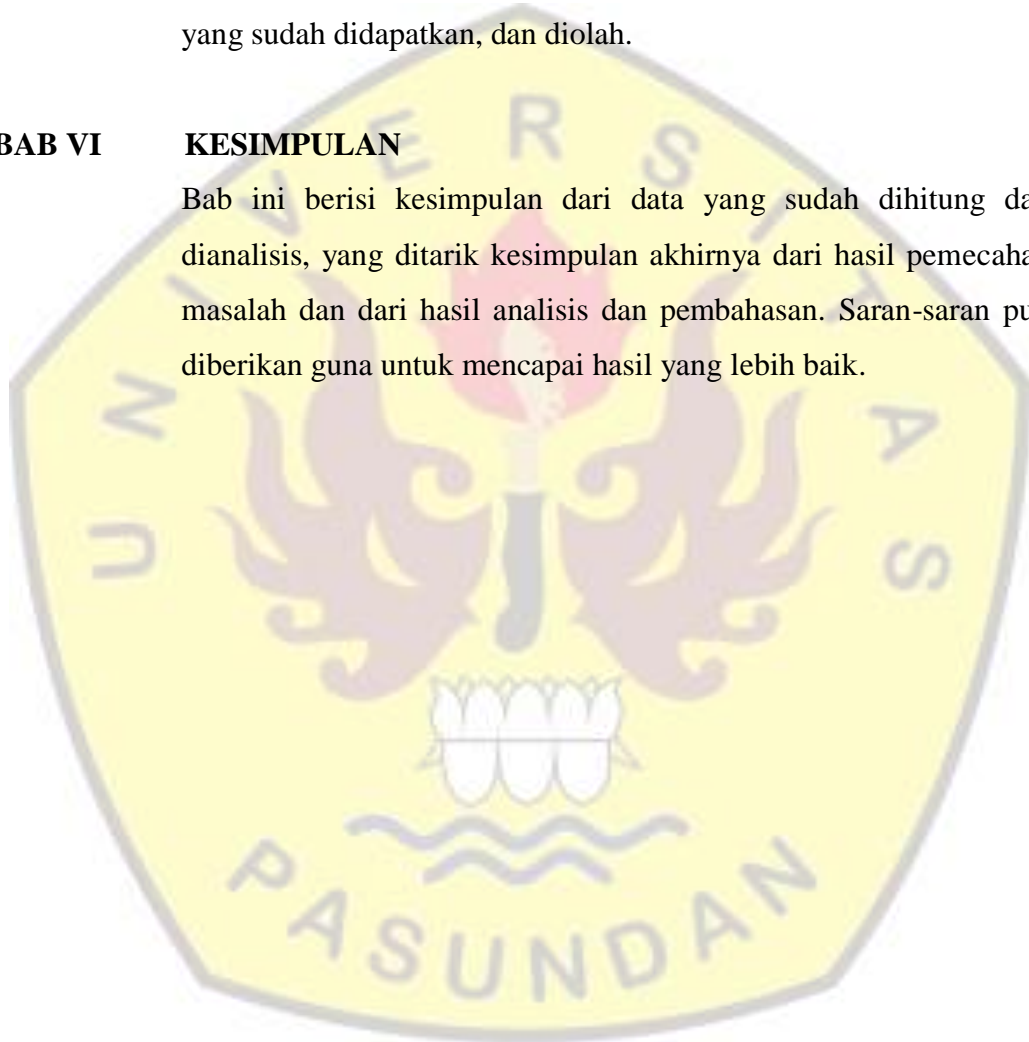 yang sudah didapatkan, dan diolah.
BAB VI KESIMPULAN
Bab ini berisi kesimpulan dari data yang sudah dihitung da
dianalisis, yang ditarik kesimpulan akhirnya dari hasil pemecaha
masalah dan dari hasil analisis dan pembahasan. Saran-saran pu
diberikan guna untuk mencapai hasil yang lebih baik.
UNIVERSITAS
PASUNDAN